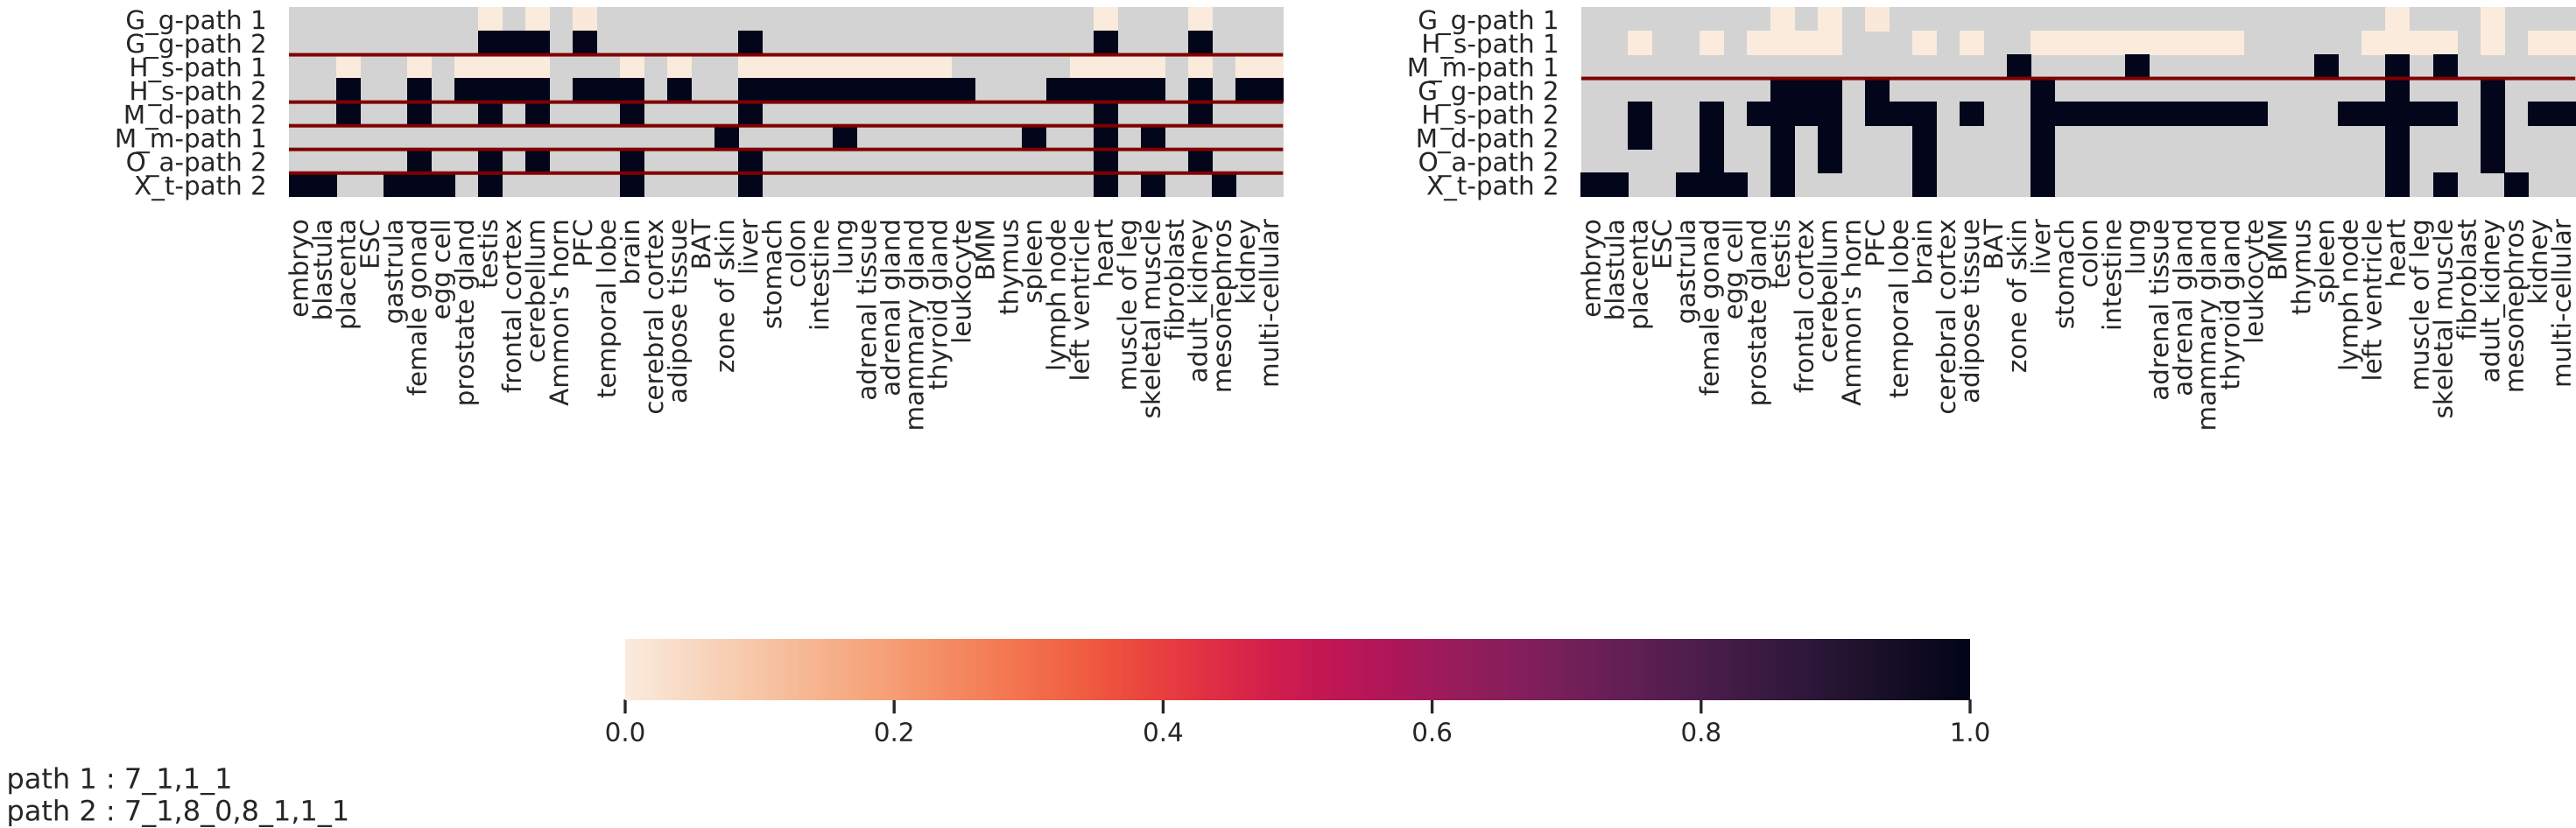 G_g-path 1
G_g-path 2
H_s-path 1
H_s-path 2
M_d-path 2
M_m-path 1
O_a-path 2
X_t-path 2
embryo
blastula
placenta
ESC
gastrula
female gonad
egg cell
prostate gland
testis
frontal cortex
cerebellum
Ammon's horn
PFC
temporal lobe
brain
cerebral cortex
adipose tissue
BAT
zone of skin
liver
stomach
colon
intestine
lung
adrenal tissue
adrenal gland
mammary gland
thyroid gland
leukocyte
BMM
thymus
spleen
lymph node
left ventricle
heart
muscle of leg
skeletal muscle
fibroblast
adult_kidney
mesonephros
kidney
multi-cellular
G_g-path 1
H_s-path 1
M_m-path 1
G_g-path 2
H_s-path 2
M_d-path 2
O_a-path 2
X_t-path 2
embryo
blastula
placenta
ESC
gastrula
female gonad
egg cell
prostate gland
testis
frontal cortex
cerebellum
Ammon's horn
PFC
temporal lobe
brain
cerebral cortex
adipose tissue
BAT
zone of skin
liver
stomach
colon
intestine
lung
adrenal tissue
adrenal gland
mammary gland
thyroid gland
leukocyte
BMM
thymus
spleen
lymph node
left ventricle
heart
muscle of leg
skeletal muscle
fibroblast
adult_kidney
mesonephros
kidney
multi-cellular
0.0 0.2 0.4 0.6 0.8 1.0
path 1 : 7_1,1_1
path 2 : 7_1,8_0,8_1,1_1